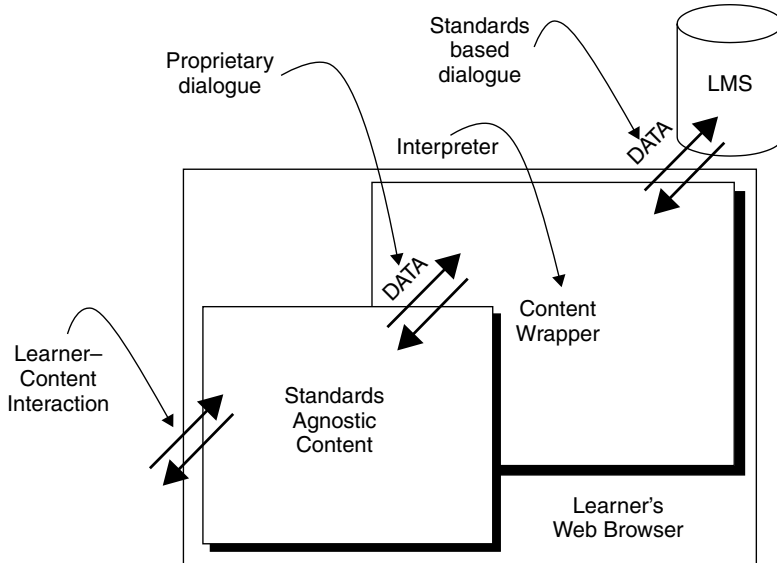 Standards
based
dialogue
Proprietary
dialogue
LMS
DATA
Interpreter
DATA
Content
Wrapper
Learner–
Content
Interaction
Standards
Agnostic
Content
Learner's
Web Browser